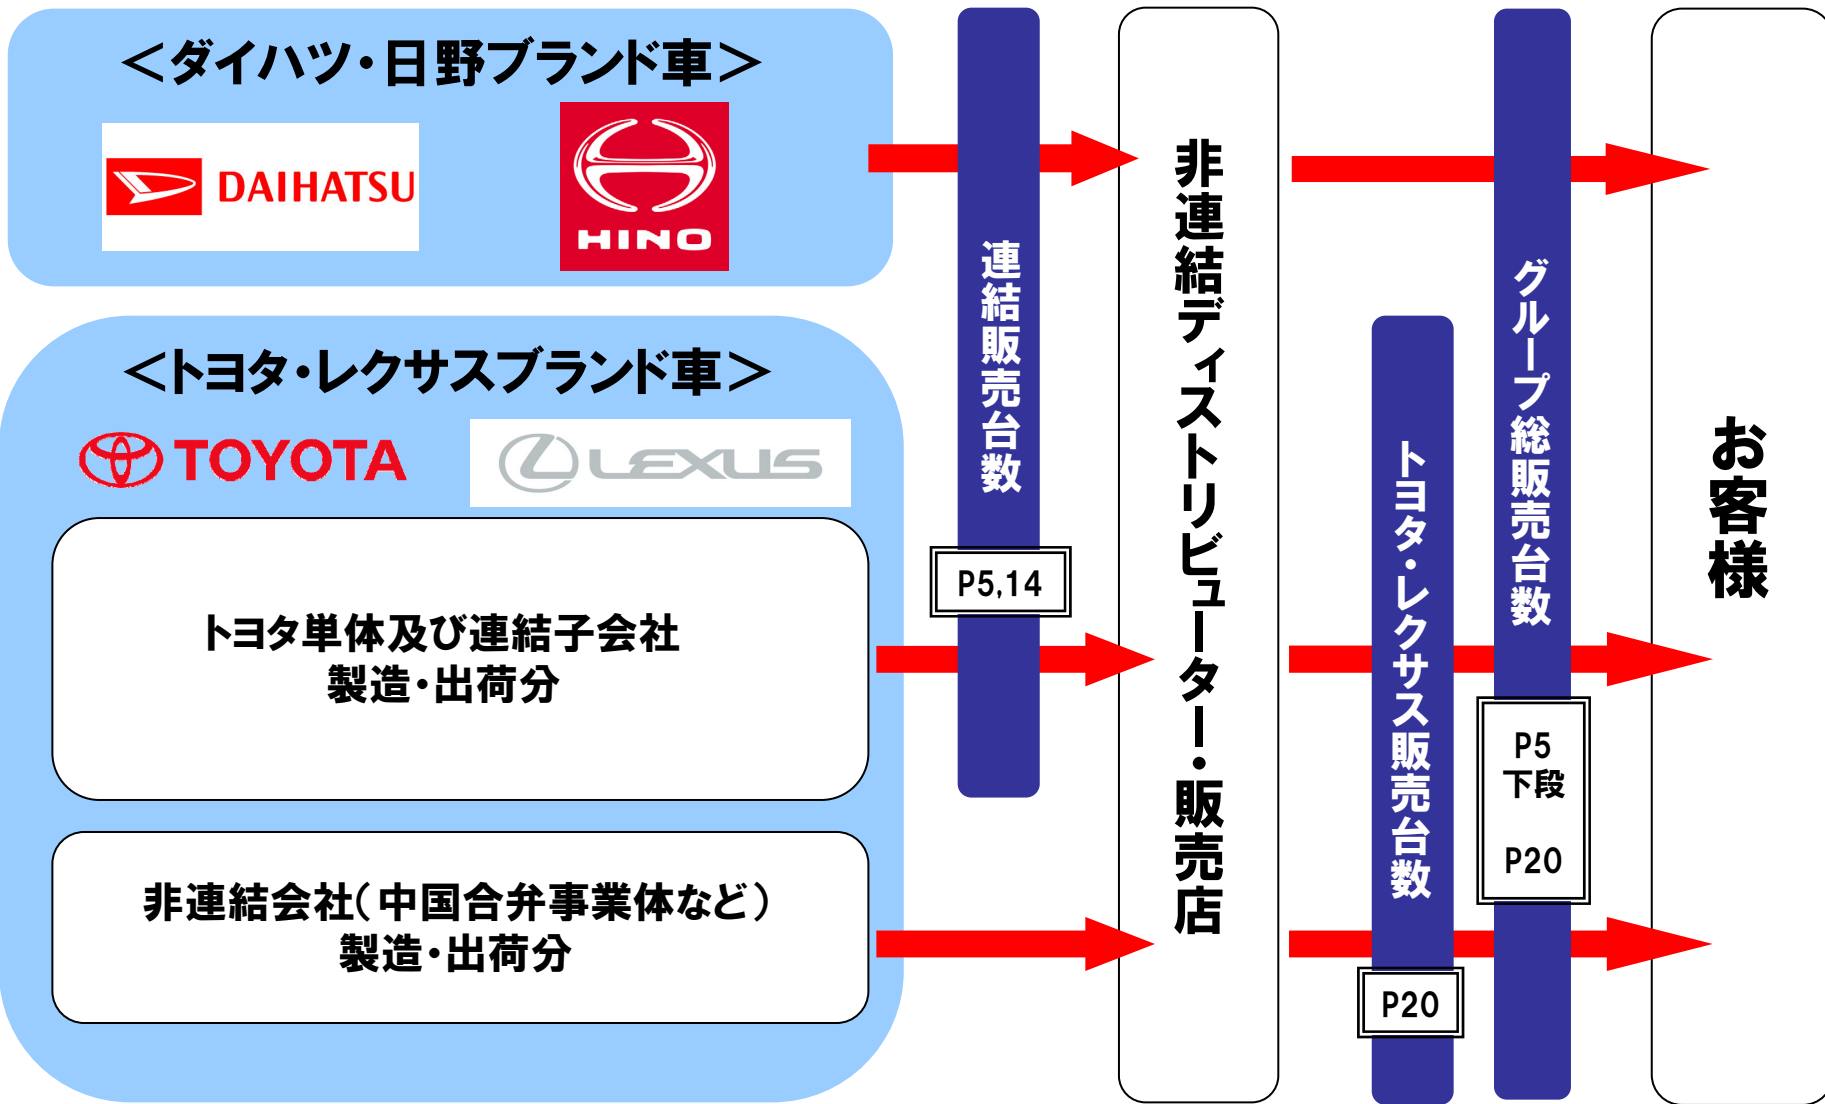 ＜ダイハツ・日野ブランド車＞
DAIHATSU
HINO
＜トヨタ・レクサスブランド車＞
TOYOTA
LEXUS
トヨタ単体及び連結子会社
製造・出荷分
非連結会社（中国合弁事業体など）
製造・出荷分
連結販売台数
P5,14
非連結ディストリビューター・販売店
トヨタ・レクサス販売台数
P20
グループ総販売台数
P5
下段
P20
お客様